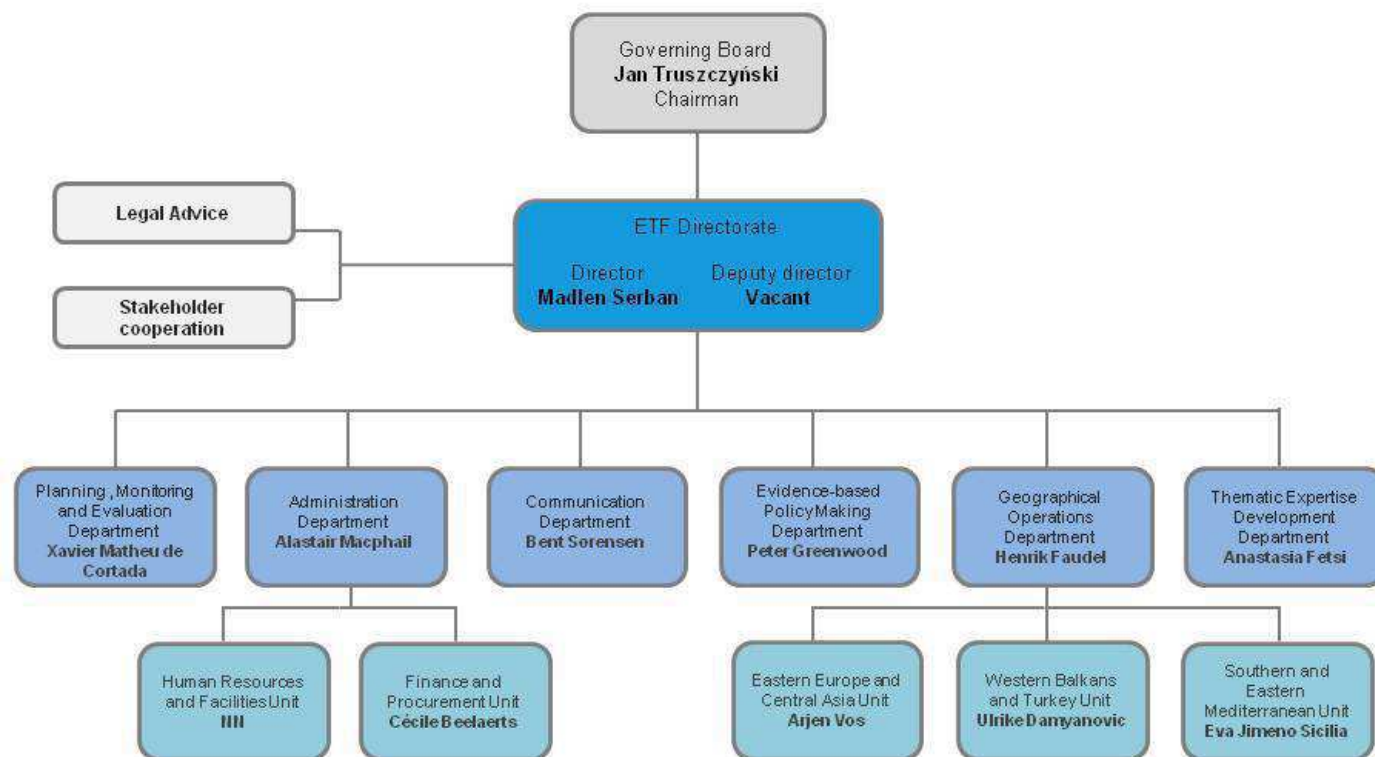 Governing Board
Jan Truszczyński
Chairman
Legal Advice
Stakeholder
cooperation
ETF Directorate
Director
Madlen Serban
Deputy director
Vacant
Planning, Monitoring
and Evaluation
Department
Xavier Matheu de
Cortada
Administration
Department
Alastair Macphail
Communication
Department
Bent Sorensen
Evidence-based
Policy Making
Department
Peter Greenwood
Geographical
Operations
Department
Henrik Faudel
Thematic Expertise
Development
Department
Anastasia Fetsi
Human Resources
and Facilities Unit
NN
Finance and
Procurement Unit
Cécile Beelaerts
Eastern Europe and
Central Asia Unit
Arjen Vos
Western Balkans
and Turkey Unit
Ulrike Damyanovic
Southern and
Eastern
Mediterranean Unit
Eva Jimeno Sicilia